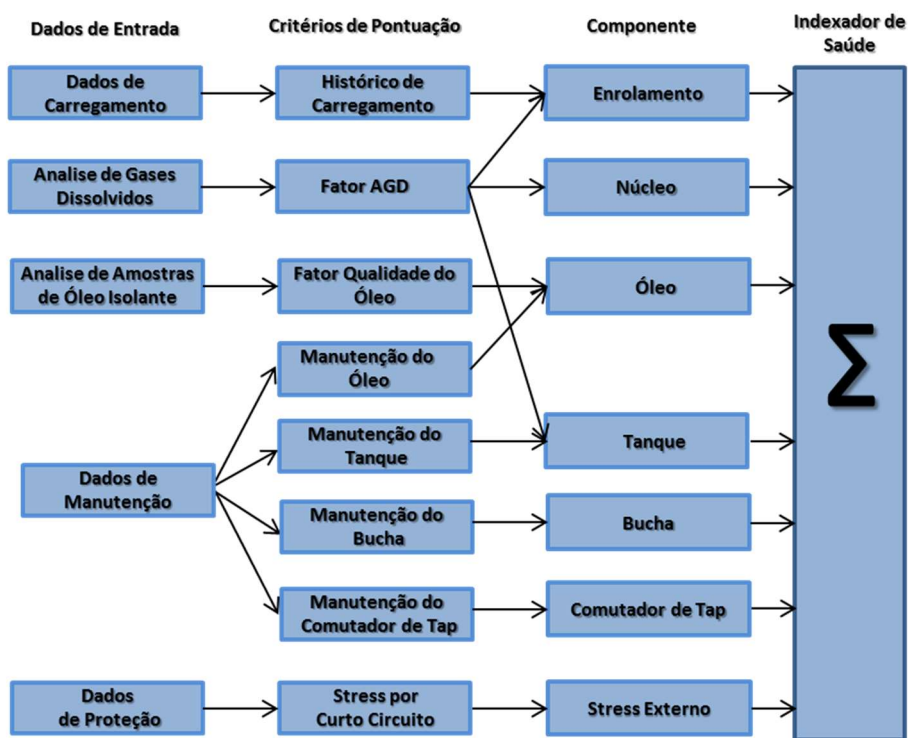 Dados de Entrada
Critérios de Pontuação
Componente
Indexador de
Saúde
Dados de
Carregamento
Histórico de
Carregamento
Enrolamento
Analise de Gases
Dissolvidos
Fator AGD
Núcleo
Analise de Amostras
de Óleo Isolante
Fator Qualidade do
Óleo
Óleo
Σ
Manutenção do
Óleo
Manutenção do
Tanque
Tanque
Dados de
Manutenção
Manutenção do
Bucha
Bucha
Manutenção do
Comutador de Tap
Comutador de Tap
Dados
de Proteção
Stress por
Curto Circuito
Stress Externo